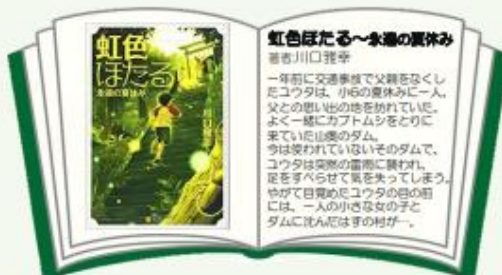 虹色
ほたる
永遠の夏休み
川口雅幸
虹色ほたる～永遠の夏休み
著者:川口雅幸
一年前に交通事故で父親をなくし
たユウタは、小6の夏休みに一人、
父との思い出の地を訪れていた。
よく一緒にカブトムシをとりに
来ていた山奥のダム。
今は使われていないそのダムで、
ユウタは突然の雷雨に襲われ、
足をすべらせて気を失ってしまう。
やがて目覚めたユウタの目の前
には、一人の小さな女の子と
ダムに沈んだはずの村が…。